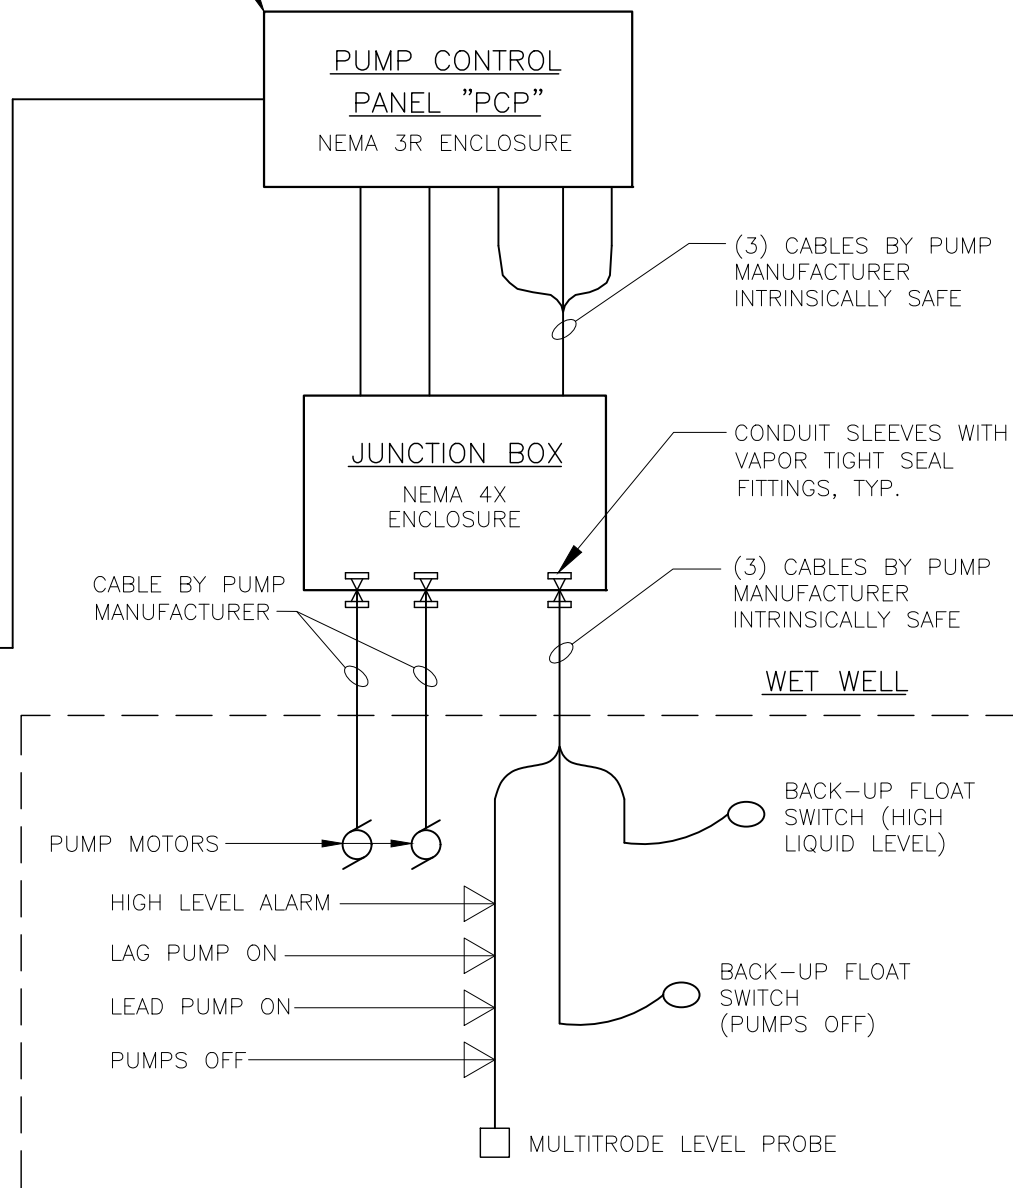 PUMP CONTROL
PANEL "PCP"
NEMA 3R ENCLOSURE
(3) CABLES BY PUMP
MANUFACTURER
INTRINSICALLY SAFE
JUNCTION BOX
NEMA 4X
ENCLOSURE
CONDUIT SLEEVES WITH
VAPOR TIGHT SEAL
FITTINGS, TYP.
CABLE BY PUMP
MANUFACTURER
(3) CABLES BY PUMP
MANUFACTURER
INTRINSICALLY SAFE
WET WELL
BACK-UP FLOAT
SWITCH (HIGH
LIQUID LEVEL)
PUMP MOTORS
HIGH LEVEL ALARM
LAG PUMP ON
LEAD PUMP ON
PUMPS OFF
BACK-UP FLOAT
SWITCH
(PUMPS OFF)
MULTITRODE LEVEL PROBE